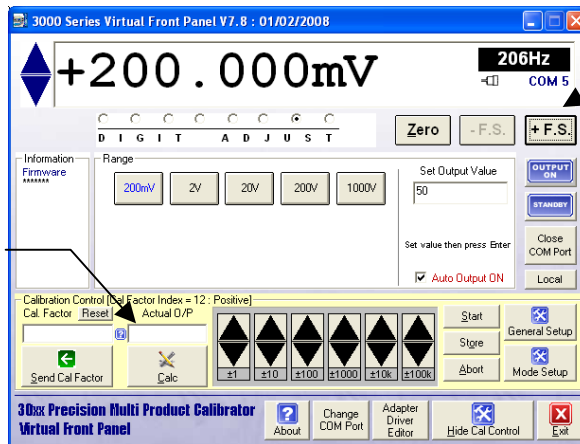 3000 Series Virtual Front Panel V7.8 : 01/02/2008
+200.000mV
206Hz
COM 5
D I G I T A D J U S T
Zero
- F.S.
+ F.S.
Information
Firmware
*******
Range
200mV
2V
20V
200V
1000V
Set Output Value
50
Set value then press Enter
Auto Output ON
OUTPUT ON
STANDBY
Close COM Port
Local
Calibration Control [Cal Factor Index = 12 : Positive]
Cal. Factor
Reset
Actual O/P
?
Send Cal Factor
Calc
±1
±10
±100
±1000
±10k
±100k
Start
Store
Abort
General Setup
Mode Setup
30xx Precision Multi Product Calibrator
Virtual Front Panel
?
About
Change COM Port
Adapter Driver Editor
Hide Cal Control
Exit